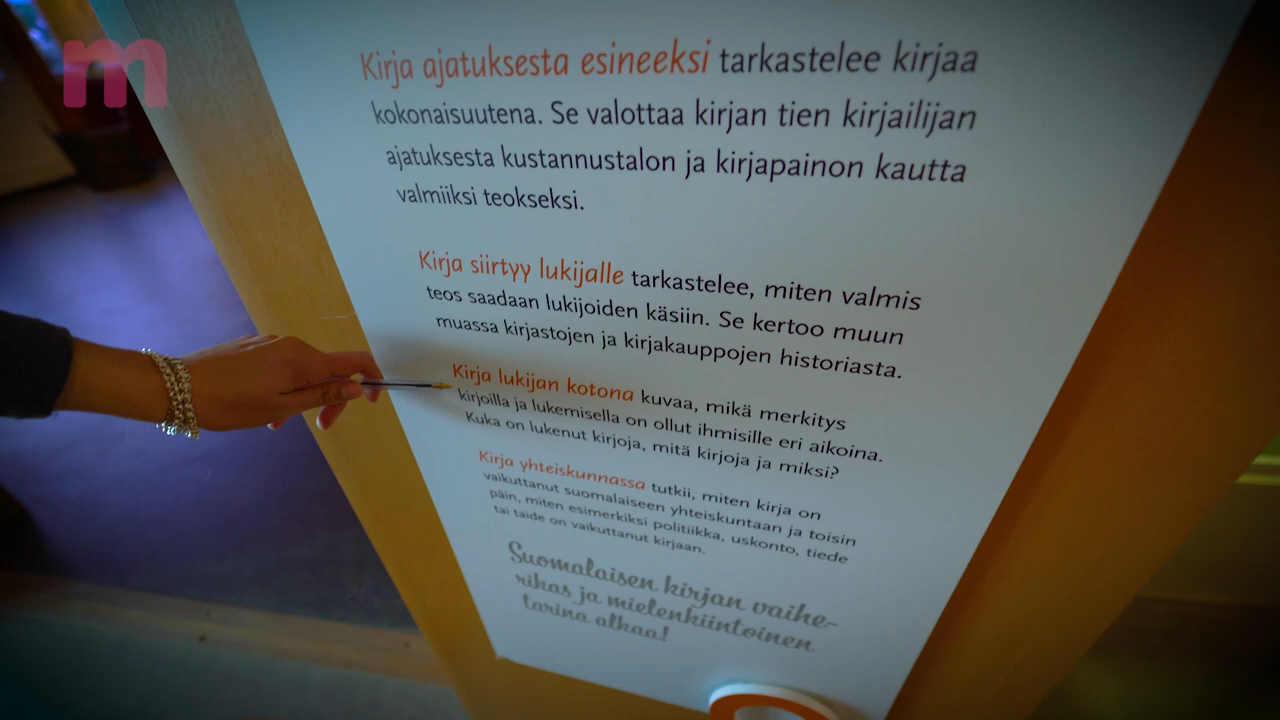 m
Kirja ajatuksesta esineeksi tarkastelee kirjaa
kokonaisuutena. Se valottaa kirjan tien kirjailijan
ajatuksesta kustannustalon ja kirjapainon kautta
valmiiksi teokseksi.
Kirja siirtyy lukijalle tarkastelee, miten valmis
teos saadaan lukijoiden käsiin. Se kertoo muun
muassa kirjastojen ja kirjakauppojen historiasta.
Kirja lukijan kotona kuvaa, mikä merkitys
kirjoilla ja lukemisella on ollut ihmisille eri aikoina.
Kuka on lukenut kirjoja, mitä kirjoja ja miksi?
Kirja yhteiskunnassa tutkii, miten kirja on
vaikuttanut suomalaiseen yhteiskuntaan ja toisin
päin, miten esimerkiksi politiikka, uskonto, tiede
tai taide on vaikuttanut kirjaan.
Suomalaisen kirjan vaihe-
rikas ja mielenkiintoinen
tarina alkaa!